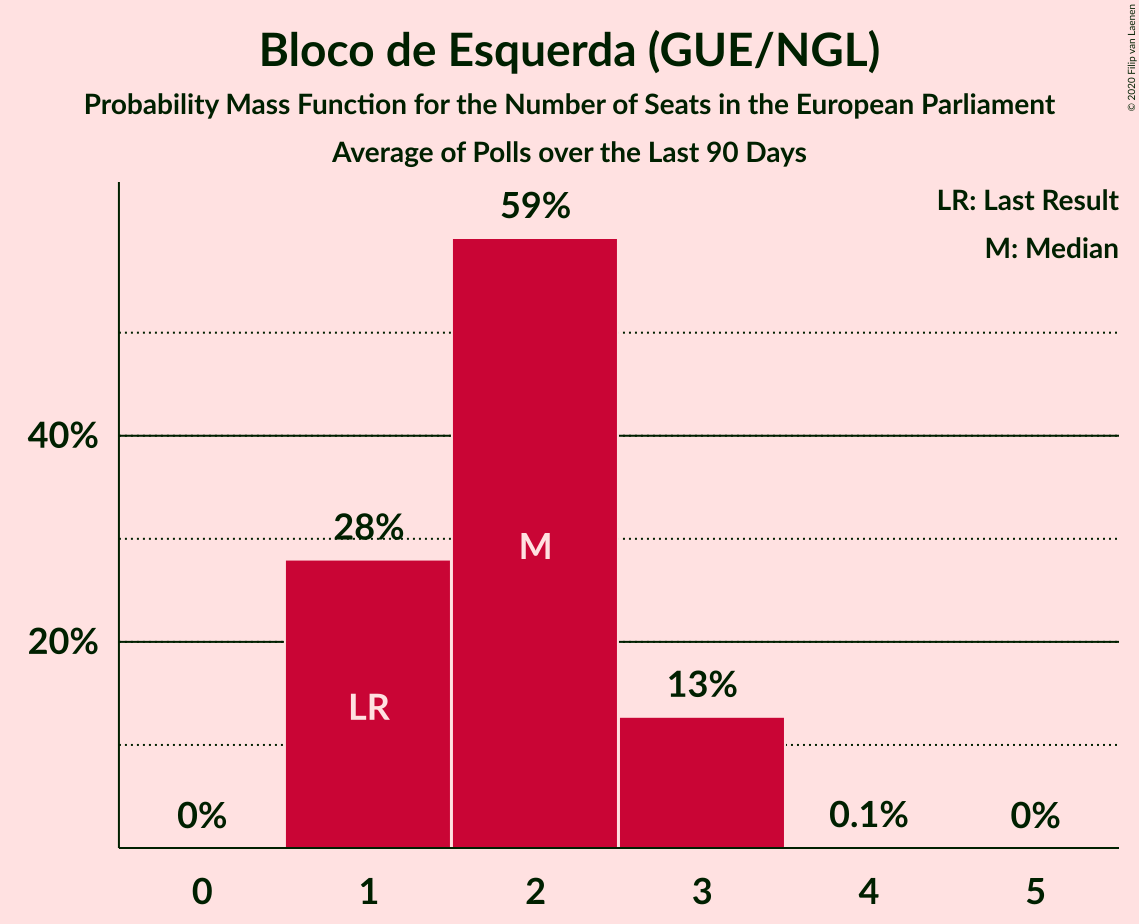 Bloco de Esquerda (GUE/NGL)
Probability Mass Function for the Number of Seats in the European Parliament
Average of Polls over the Last 90 Days
© 2020 Filip van Laenen
LR: Last Result
M: Median
59%
40%
28%
M
20%
13%
LR
0%
0.1%
0%
0 1 2 3 4 5